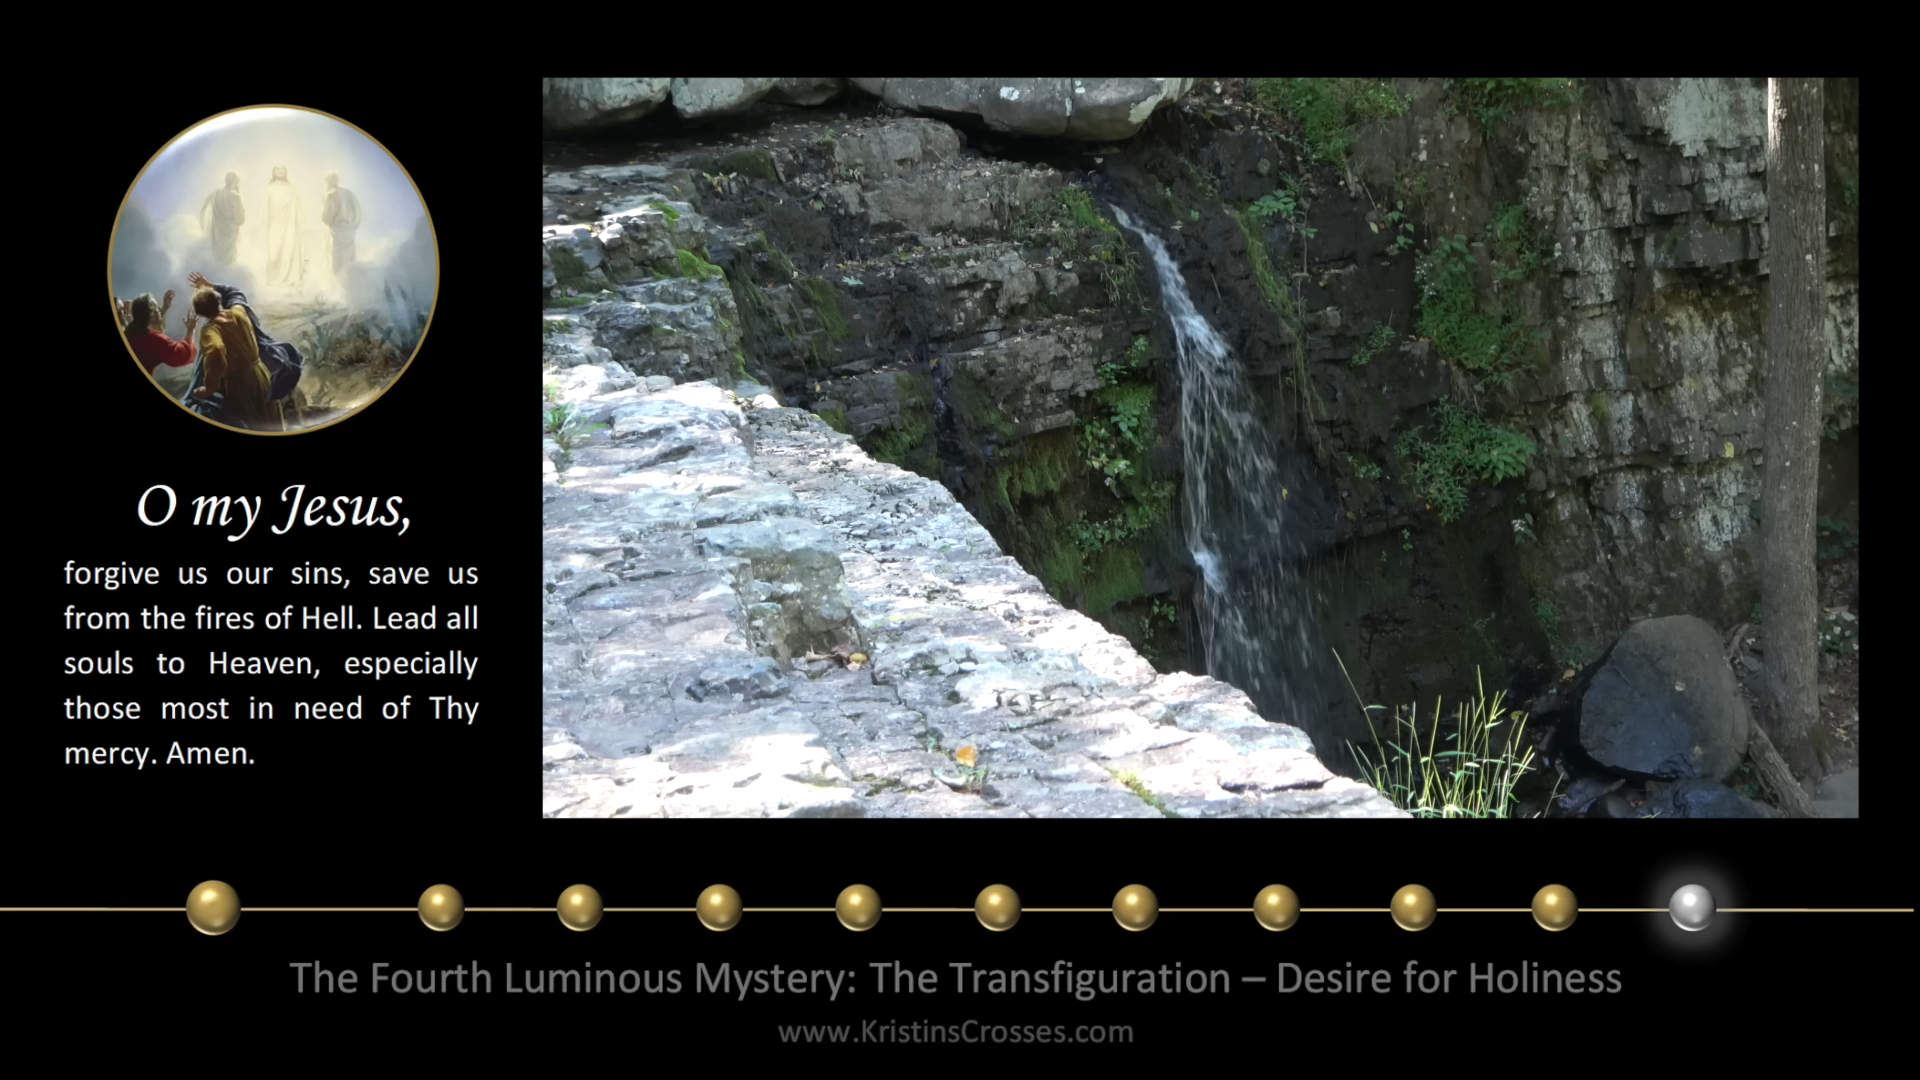 O my Jesus,
forgive us our sins, save us
from the fires of Hell. Lead all
souls to Heaven, especially
those most in need of Thy
mercy. Amen.
The Fourth Luminous Mystery: The Transfiguration – Desire for Holiness
www.KristinsCrosses.com